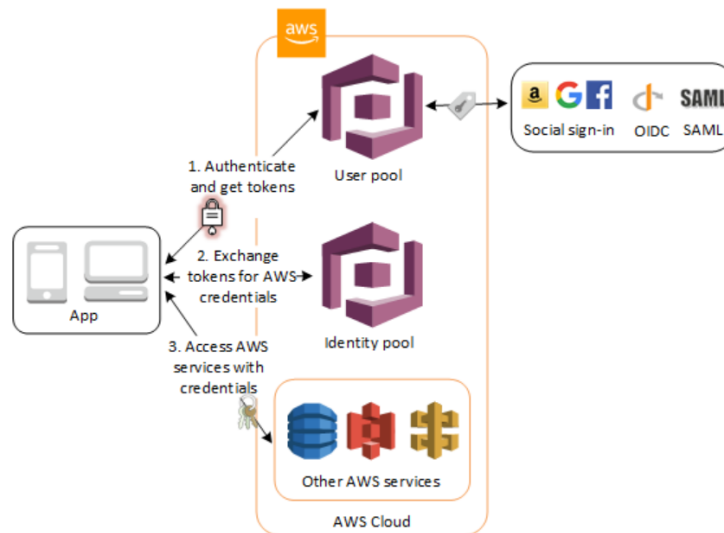 aws
a
G
f
SAML
Social sign-in
OIDC
SAML
1. Authenticate
and get tokens
User pool
2. Exchange
tokens for AWS
credentials
App
Identity pool
3. Access AWS
services with
credentials
Other AWS services
AWS Cloud